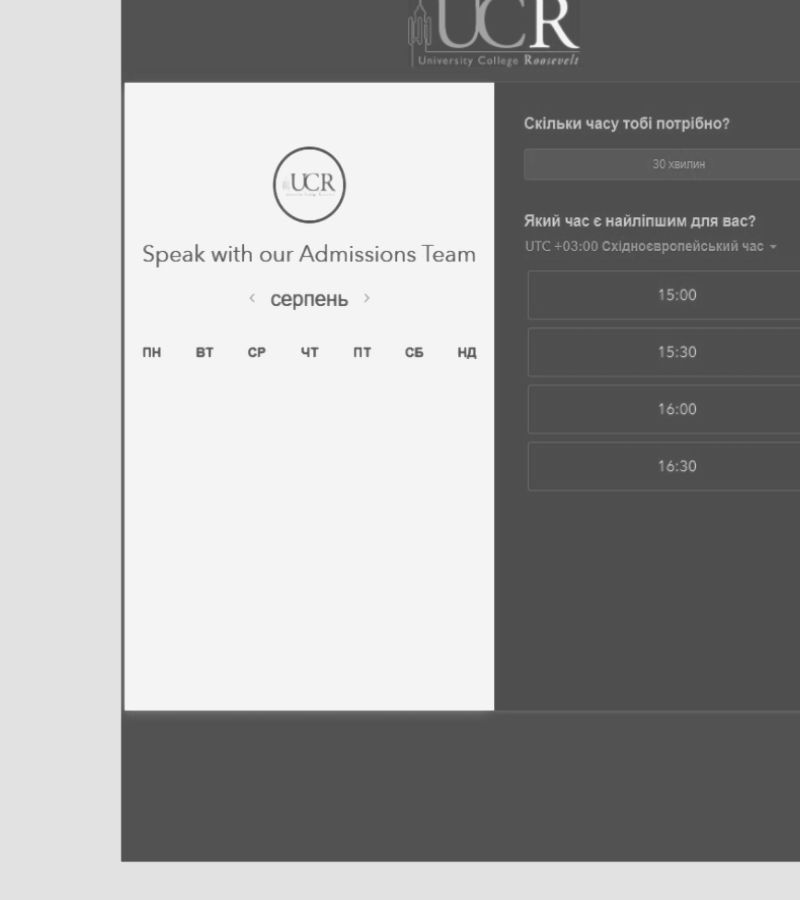 UCR
University College Roosevelt
UCR
Speak with our Admissions Team
< серпень >
ПН ВТ СР ЧТ ПТ СБ НД
Скільки часу тобі потрібно?
30 хвилин
Який час є найліпшим для вас?
UTC +03:00 Східноєвропейський час
15:00
15:30
16:00
16:30